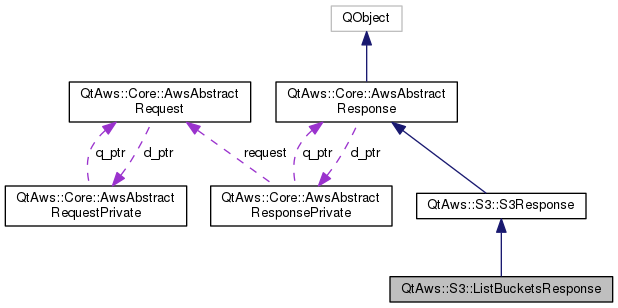 QObject
QtAws::Core::AwsAbstract
Request
QtAws::Core::AwsAbstract
Response
q_ptr
d_ptr
request
q_ptr
d_ptr
QtAws::Core::AwsAbstract
RequestPrivate
QtAws::Core::AwsAbstract
ResponsePrivate
QtAws::S3::S3Response
QtAws::S3::ListBucketsResponse